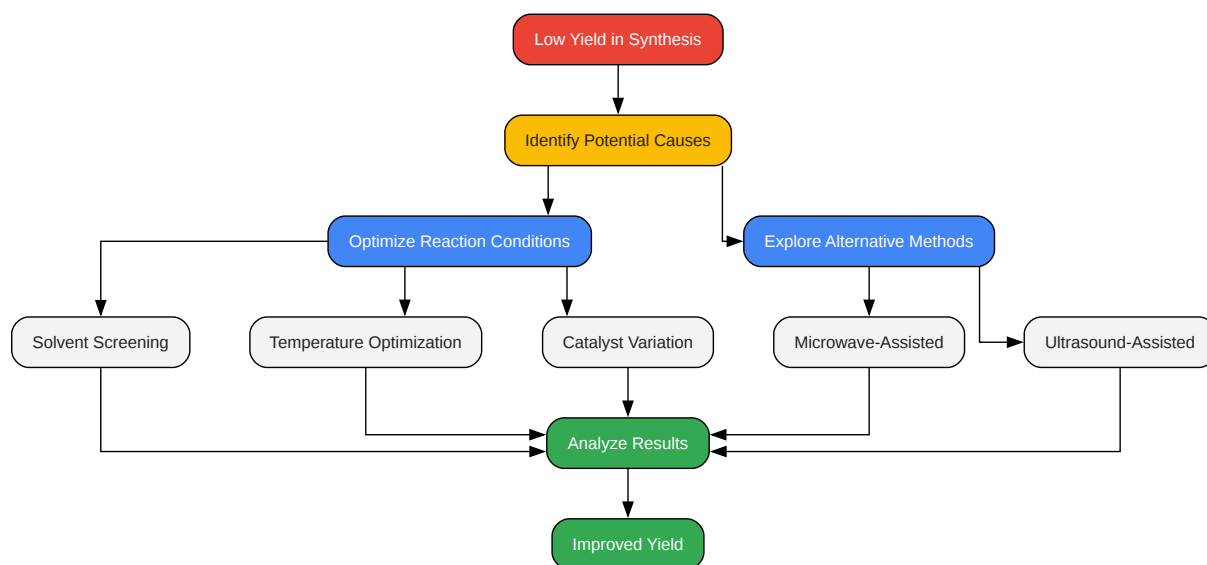 Low Yield in Synthesis
Identify Potential Causes
Optimize Reaction Conditions
Explore Alternative Methods
Solvent Screening
Temperature Optimization
Catalyst Variation
Microwave-Assisted
Ultrasound-Assisted
Analyze Results
Improved Yield